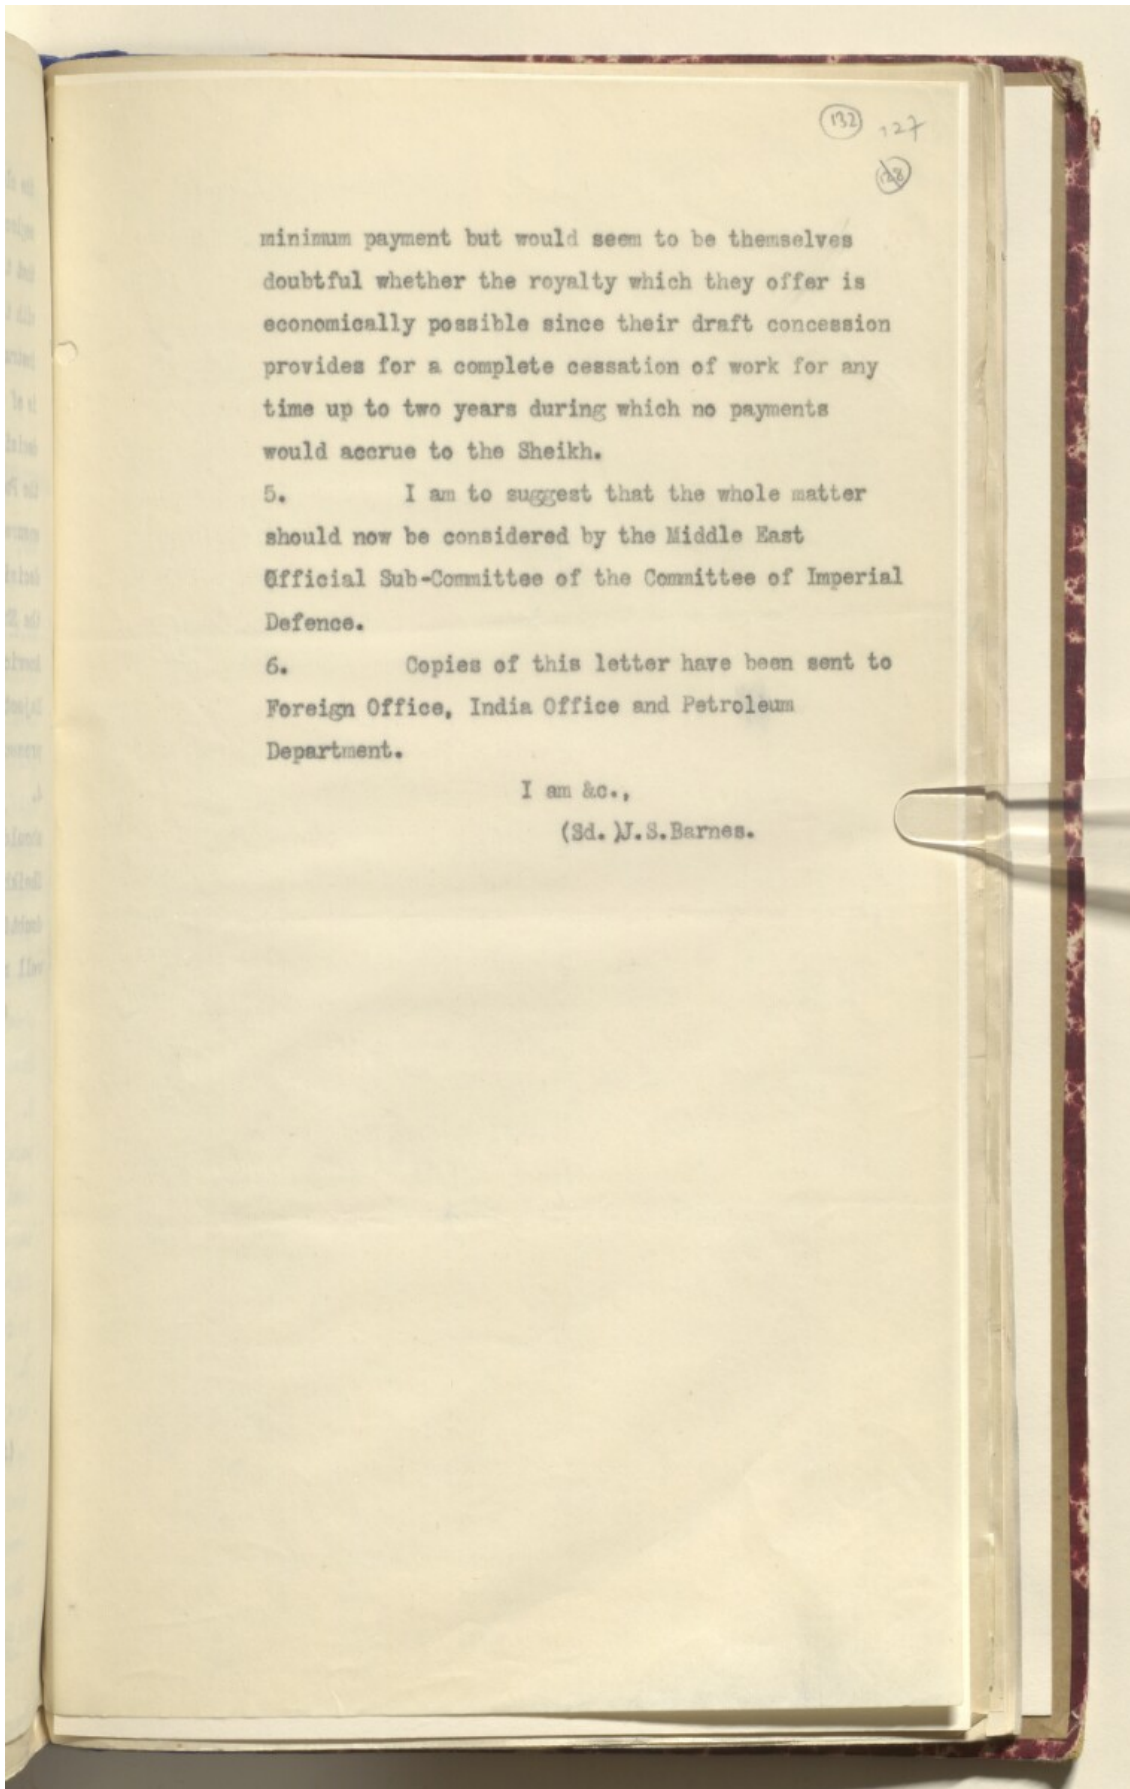 132 127
128
minimum payment but would seem to be themselves
doubtful whether the royalty which they offer is
economically possible since their draft concession
provides for a complete cessation of work for any
time up to two years during which no payments
would accrue to the Sheikh.
5. I am to suggest that the whole matter
should now be considered by the Middle East
Official Sub-Committee of the Committee of Imperial
Defence.
6. Copies of this letter have been sent to
Foreign Office, India Office and Petroleum
Department.
I am &c.,
(Sd.)J.S.Barnes.